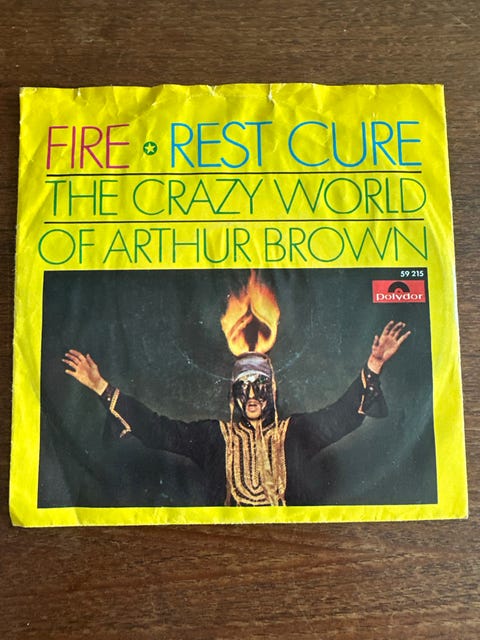 FIRE ✪ REST CURE
THE CRAZY WORLD
OF ARTHUR BROWN
59 215
Polydor